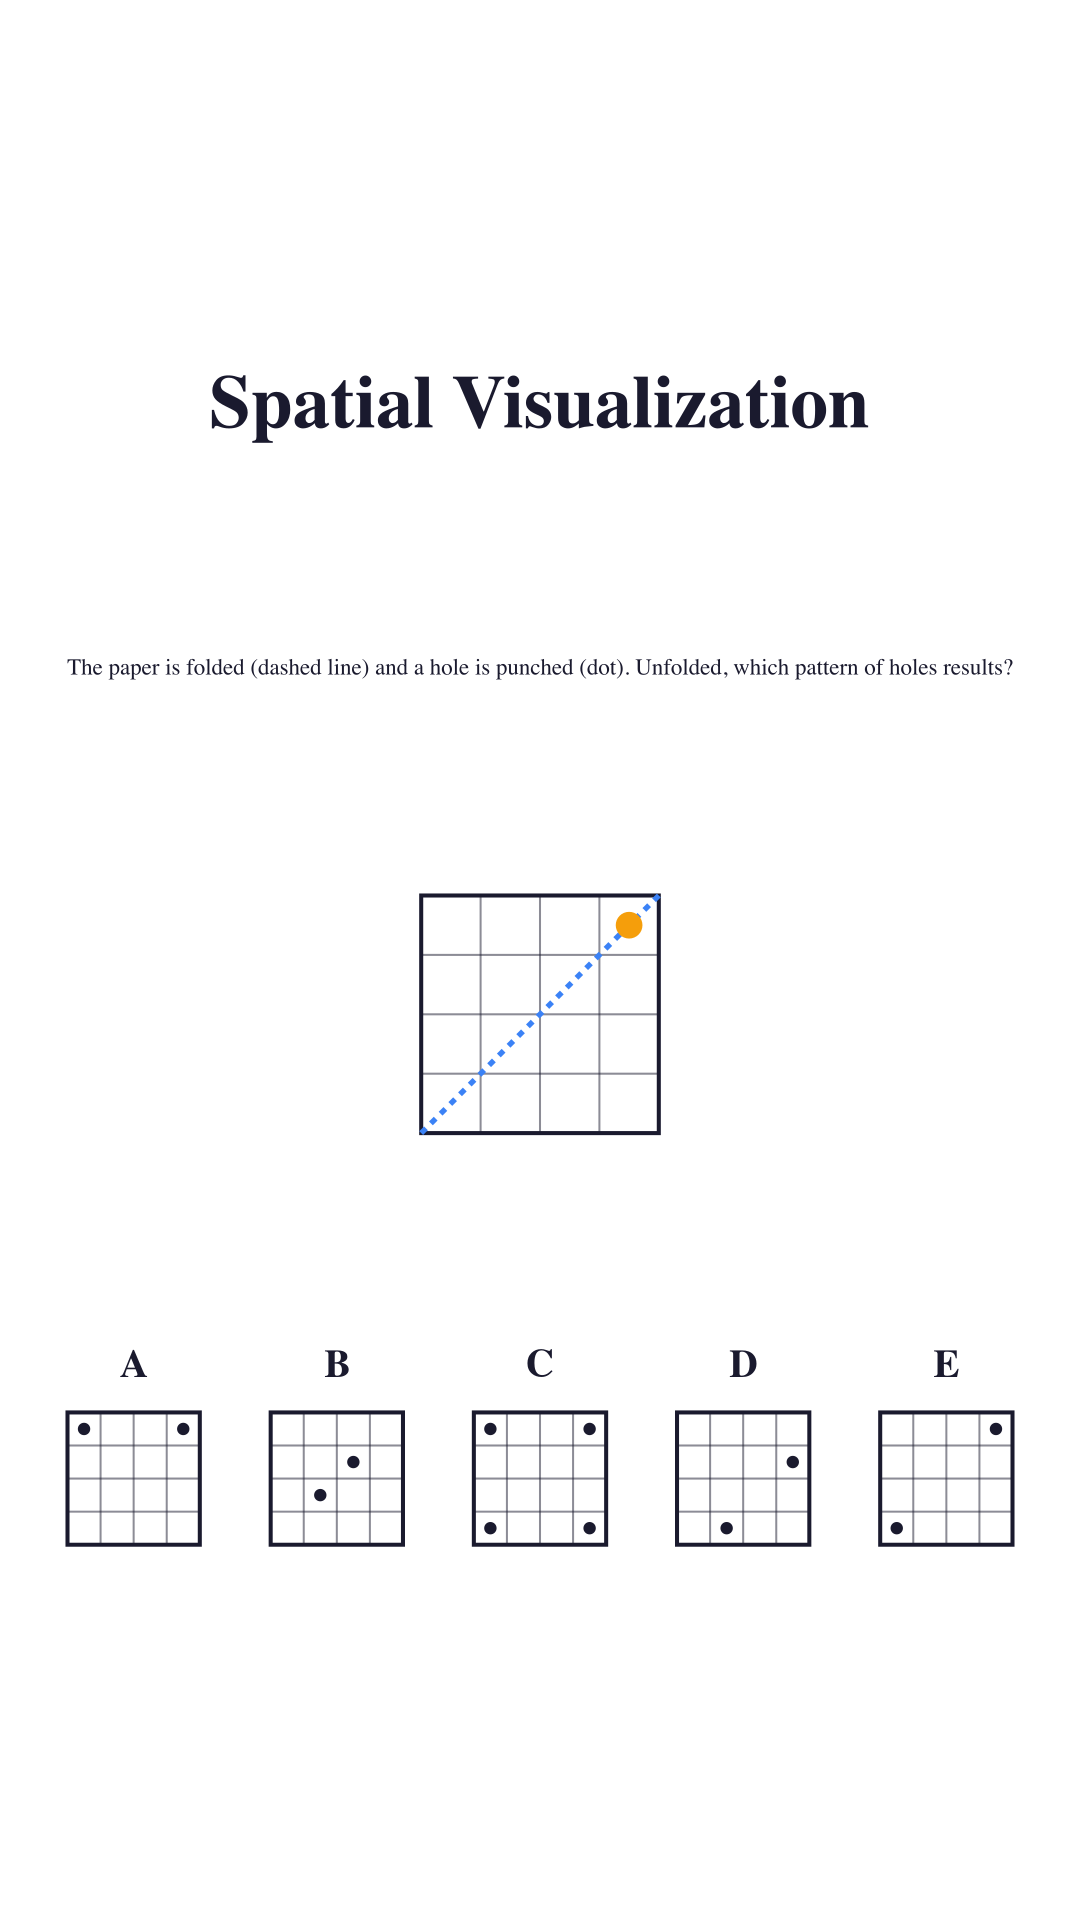 Spatial Visualization
The paper is folded (dashed line) and a hole is punched (dot). Unfolded, which pattern of holes results?
A B C D E